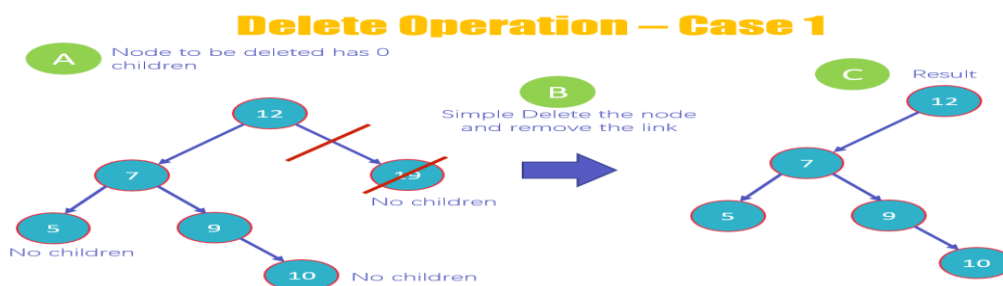 Delete Operation – Case 1
A
Node to be deleted has 0
children
12
7
19
No children
5
No children
9
10
No children
B
Simple Delete the node
and remove the link
C
Result
12
7
5
9
10